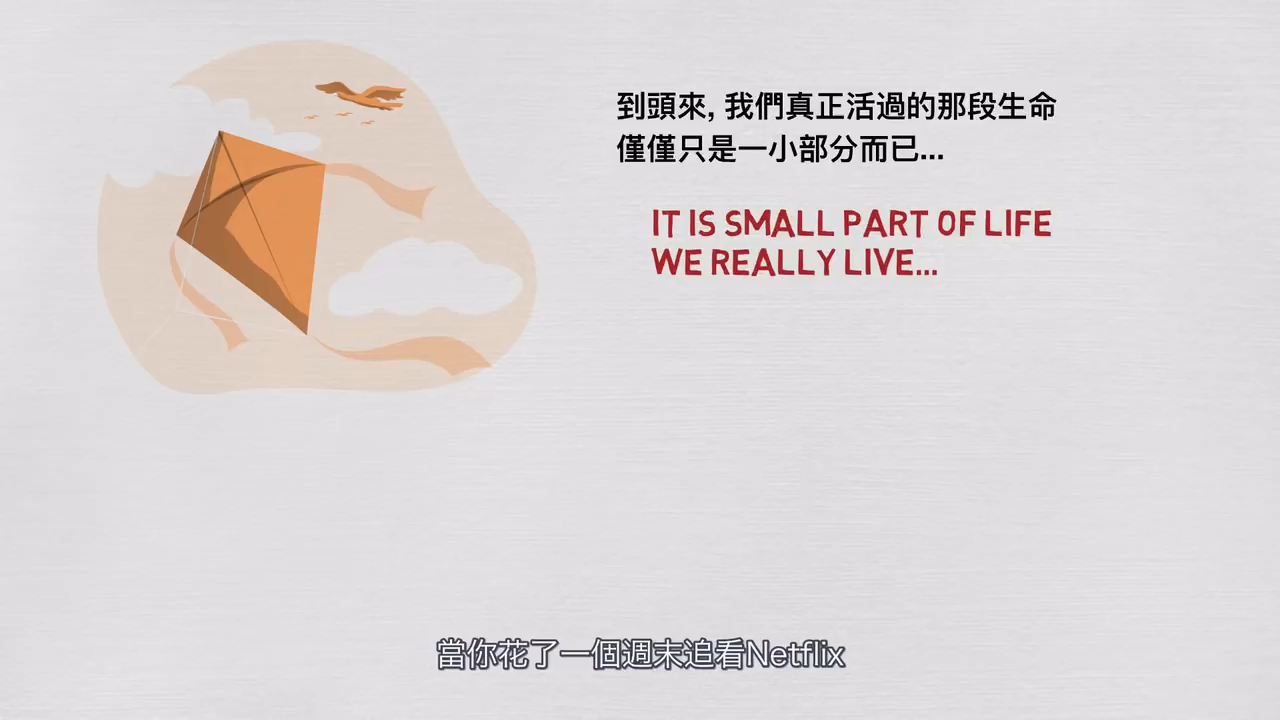 到頭來, 我們真正活過的那段生命
僅僅只是一小部分而已...
IT IS SMALL PART OF LIFE
WE REALLY LIVE...
當你花了一個週末追看Netflix